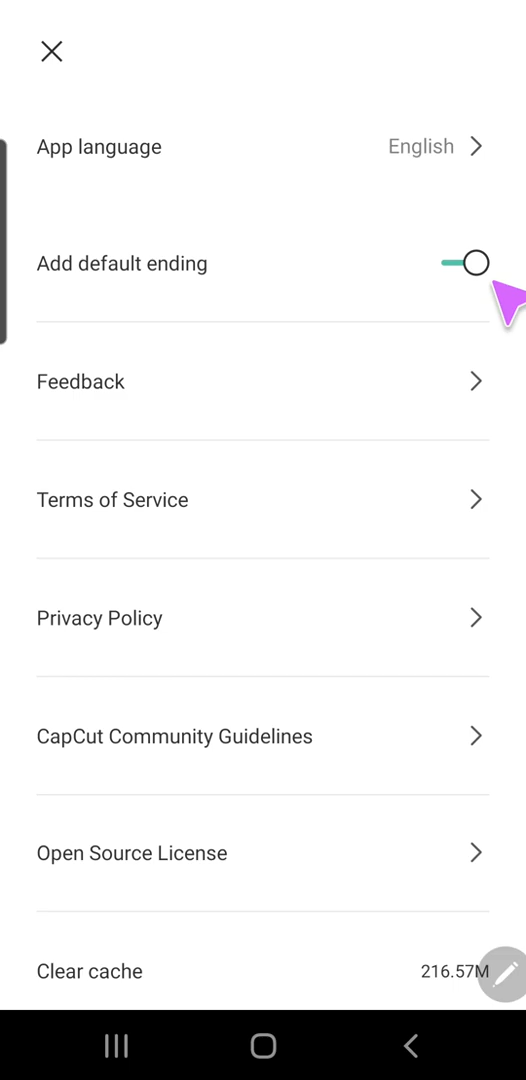 App language
English
Add default ending
Feedback
Terms of Service
Privacy Policy
CapCut Community Guidelines
Open Source License
Clear cache
216.57M